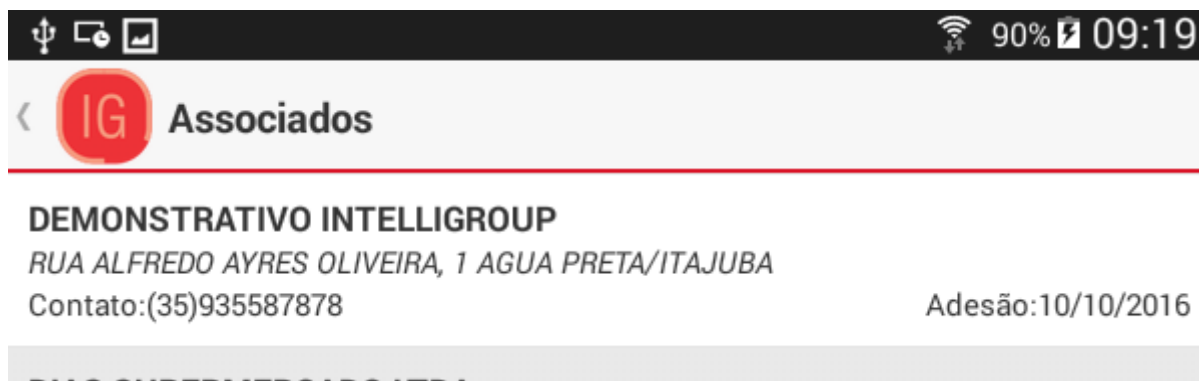 90% 09:19
IG Associados
DEMONSTRATIVO INTELLIGROUP
RUA ALFREDO AYRES OLIVEIRA, 1 AGUA PRETA/ITAJUBA
Contato:(35)935587878 Adesão:10/10/2016